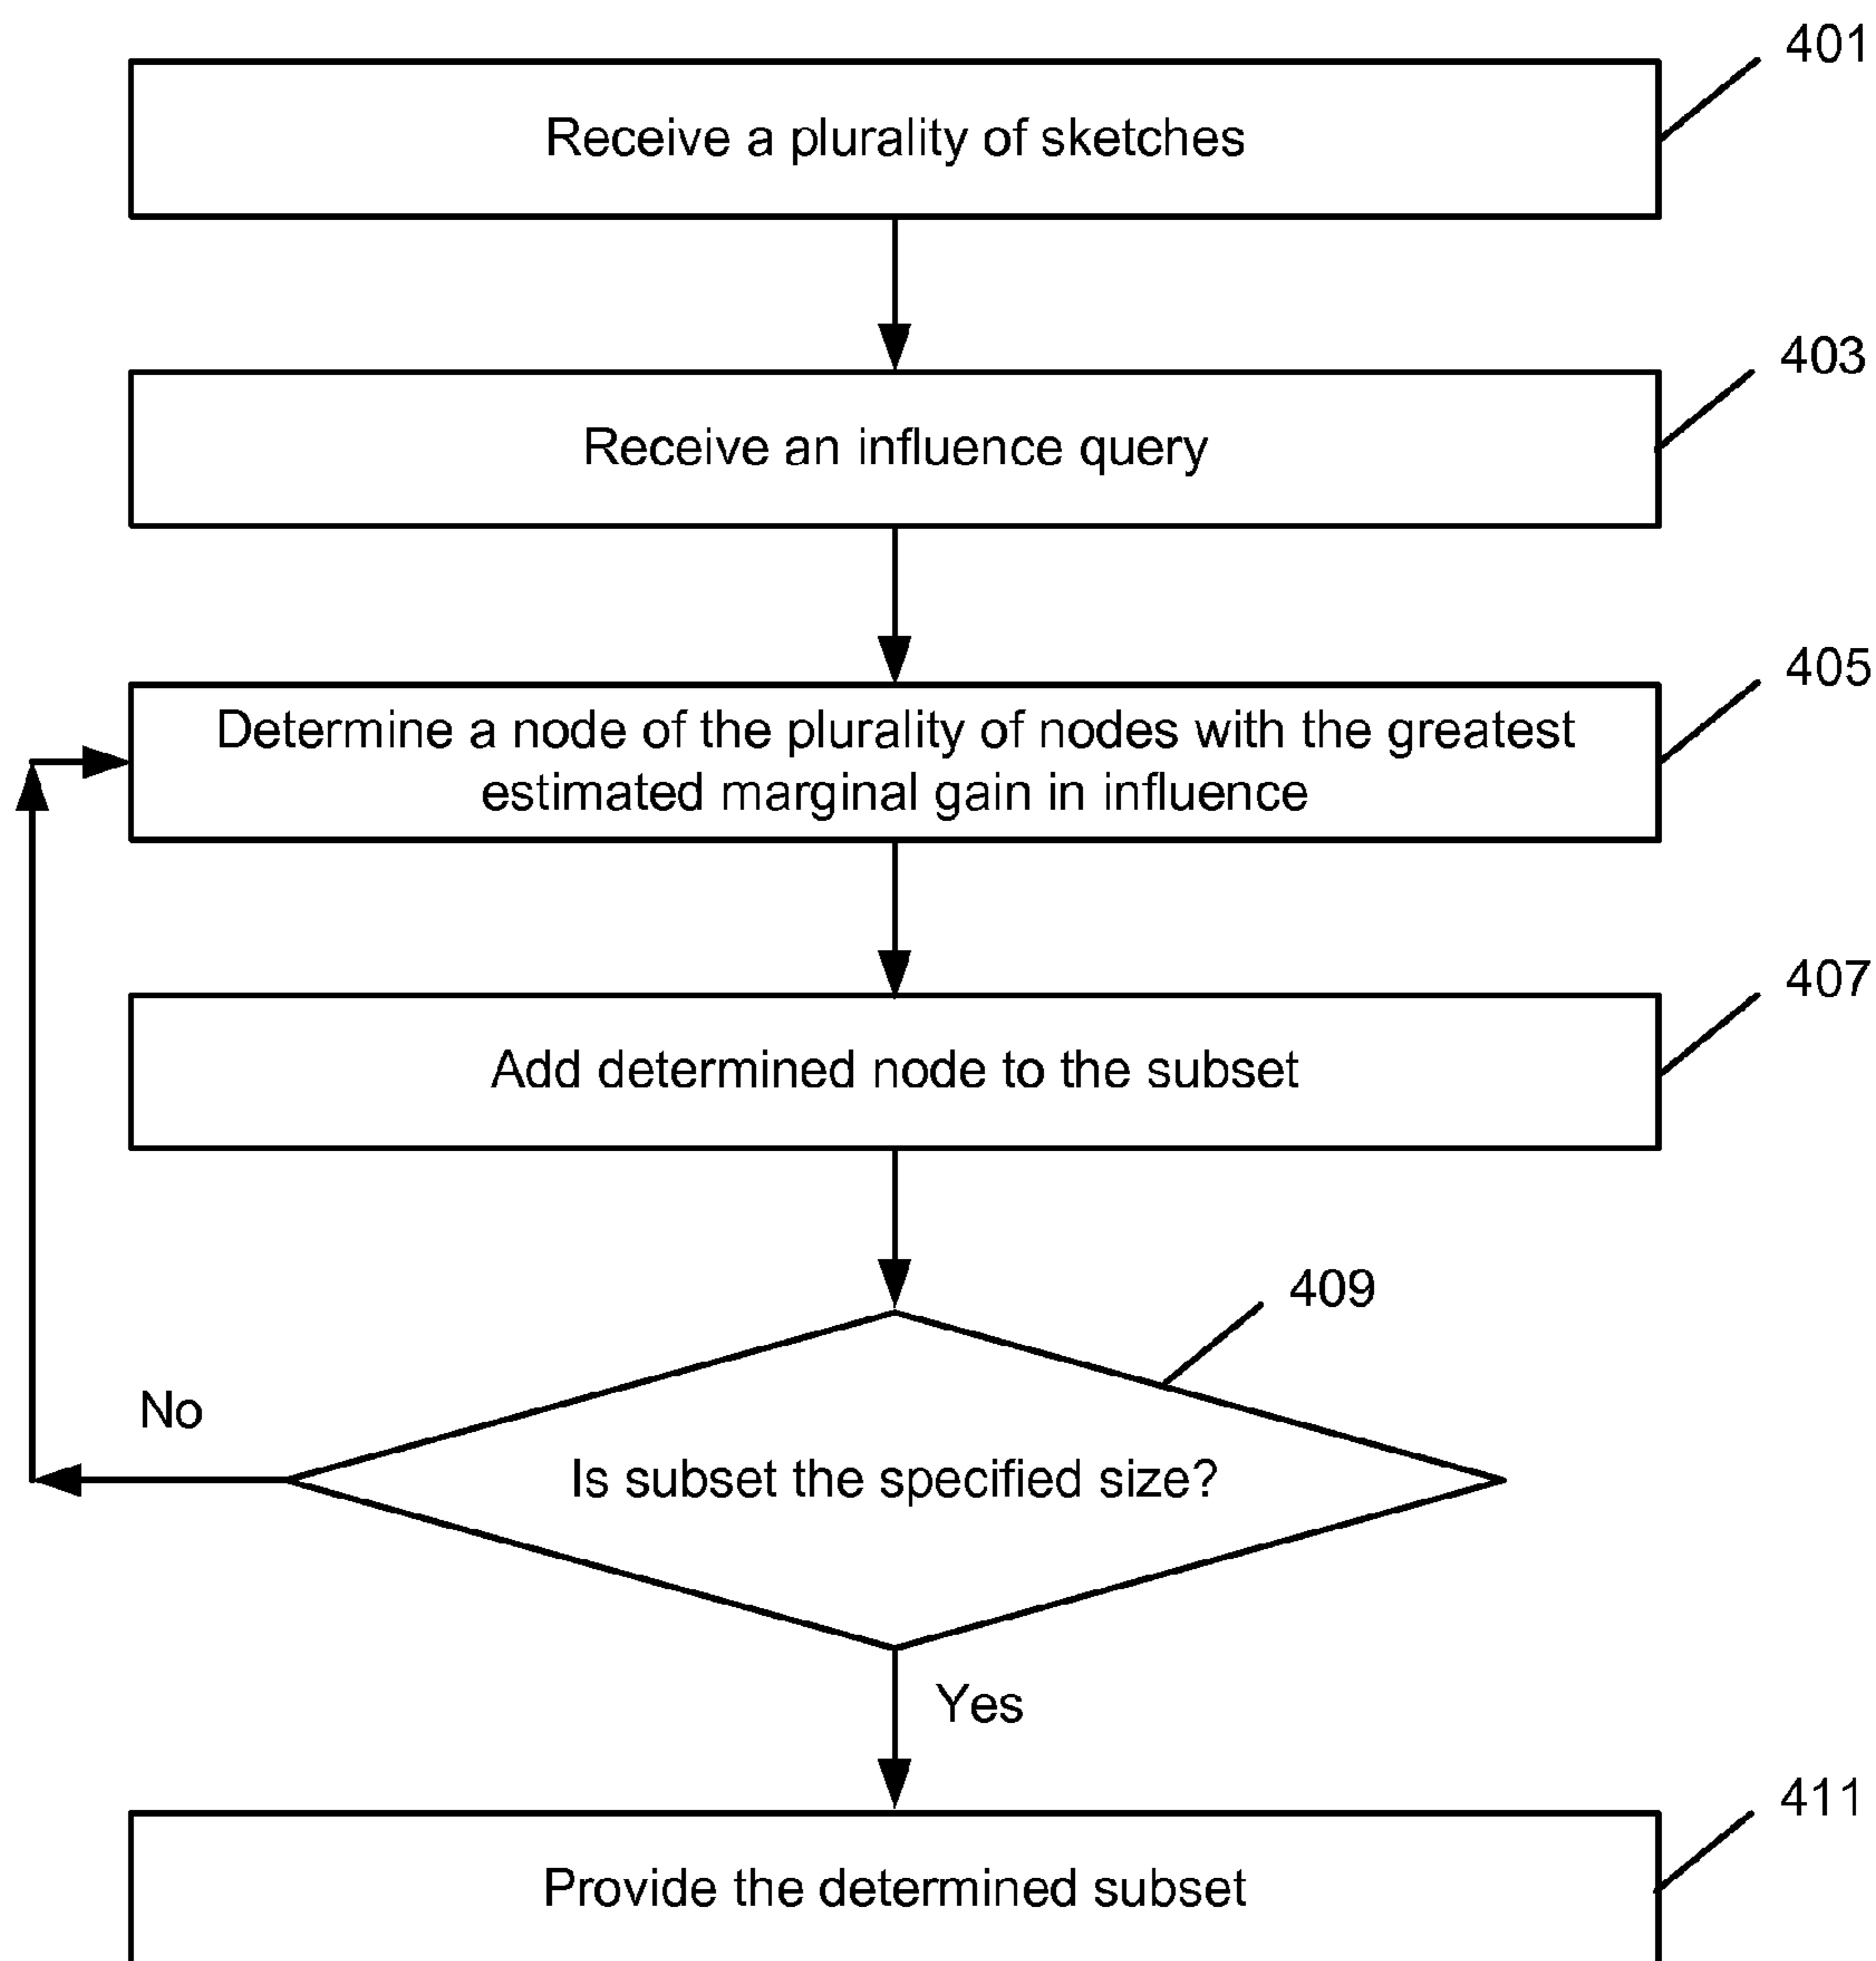 401
Receive a plurality of sketches
403
Receive an influence query
405
Determine a node of the plurality of nodes with the greatest
estimated marginal gain in influence
407
Add determined node to the subset
409
No
Is subset the specified size?
Yes
411
Provide the determined subset